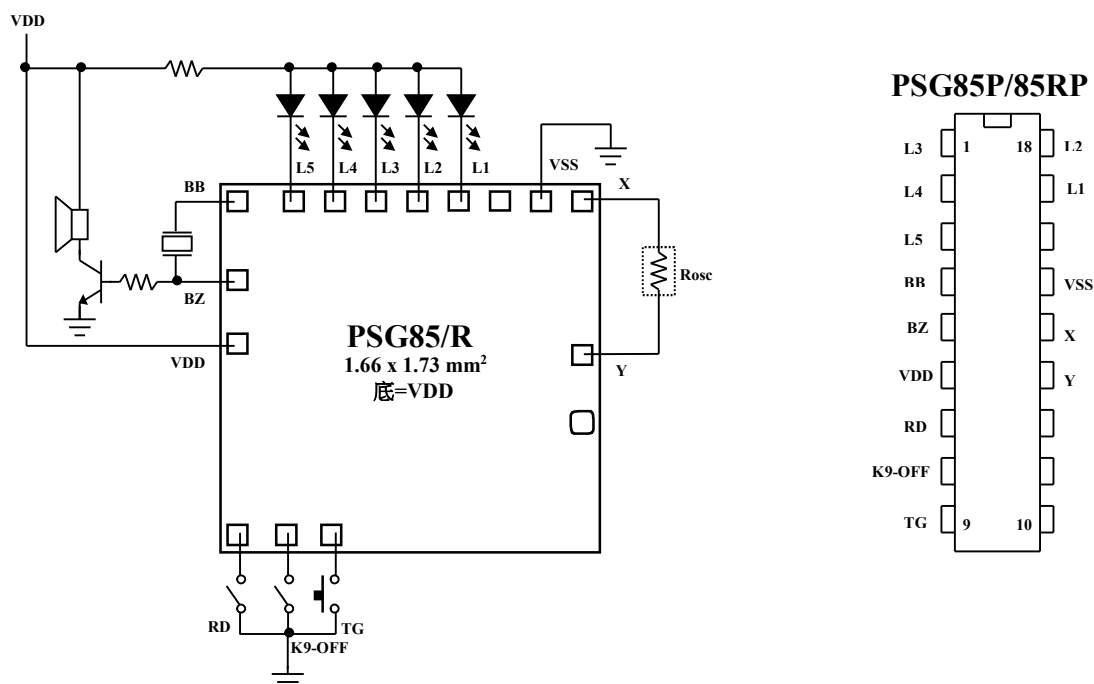 VDD
L5
L4
L3
L2
L1
VSS
X
BB
BZ
VDD
Rosc
Y
PSG85/R
1.66 x 1.73 mm²
底=VDD
RD
K9-OFF
TG
PSG85P/85RP
L3 1 18 L2
L4 L1
L5
BB VSS
BZ X
VDD Y
RD
K9-OFF
TG 9 10